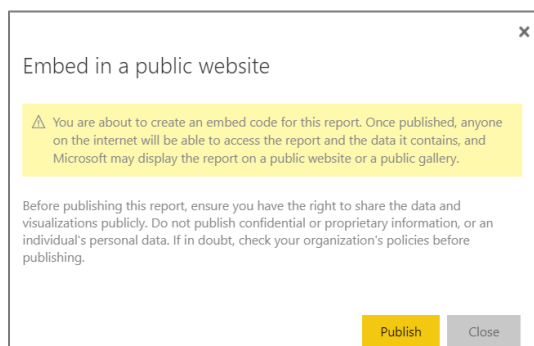 Embed in a public website
You are about to create an embed code for this report. Once published, anyone
on the internet will be able to access the report and the data it contains, and
Microsoft may display the report on a public website or a public gallery.
Before publishing this report, ensure you have the right to share the data and
visualizations publicly. Do not publish confidential or proprietary information, or an
individual's personal data. If in doubt, check your organization's policies before
publishing.
Publish
Close